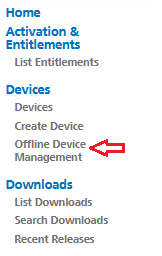 Home
Activation &
Entitlements
List Entitlements
Devices
Devices
Create Device
Offline Device
Management
Downloads
List Downloads
Search Downloads
Recent Releases